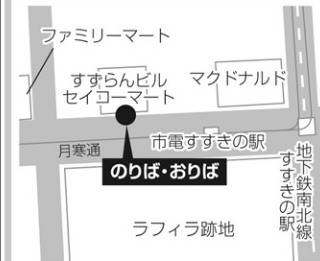 ファミリーマート
すずらんビル
セイコーマート
マクドナルド
市電すすきの駅
月寒通
のりば・おりば
地下鉄南北線
すすきの駅
ラフィラ跡地